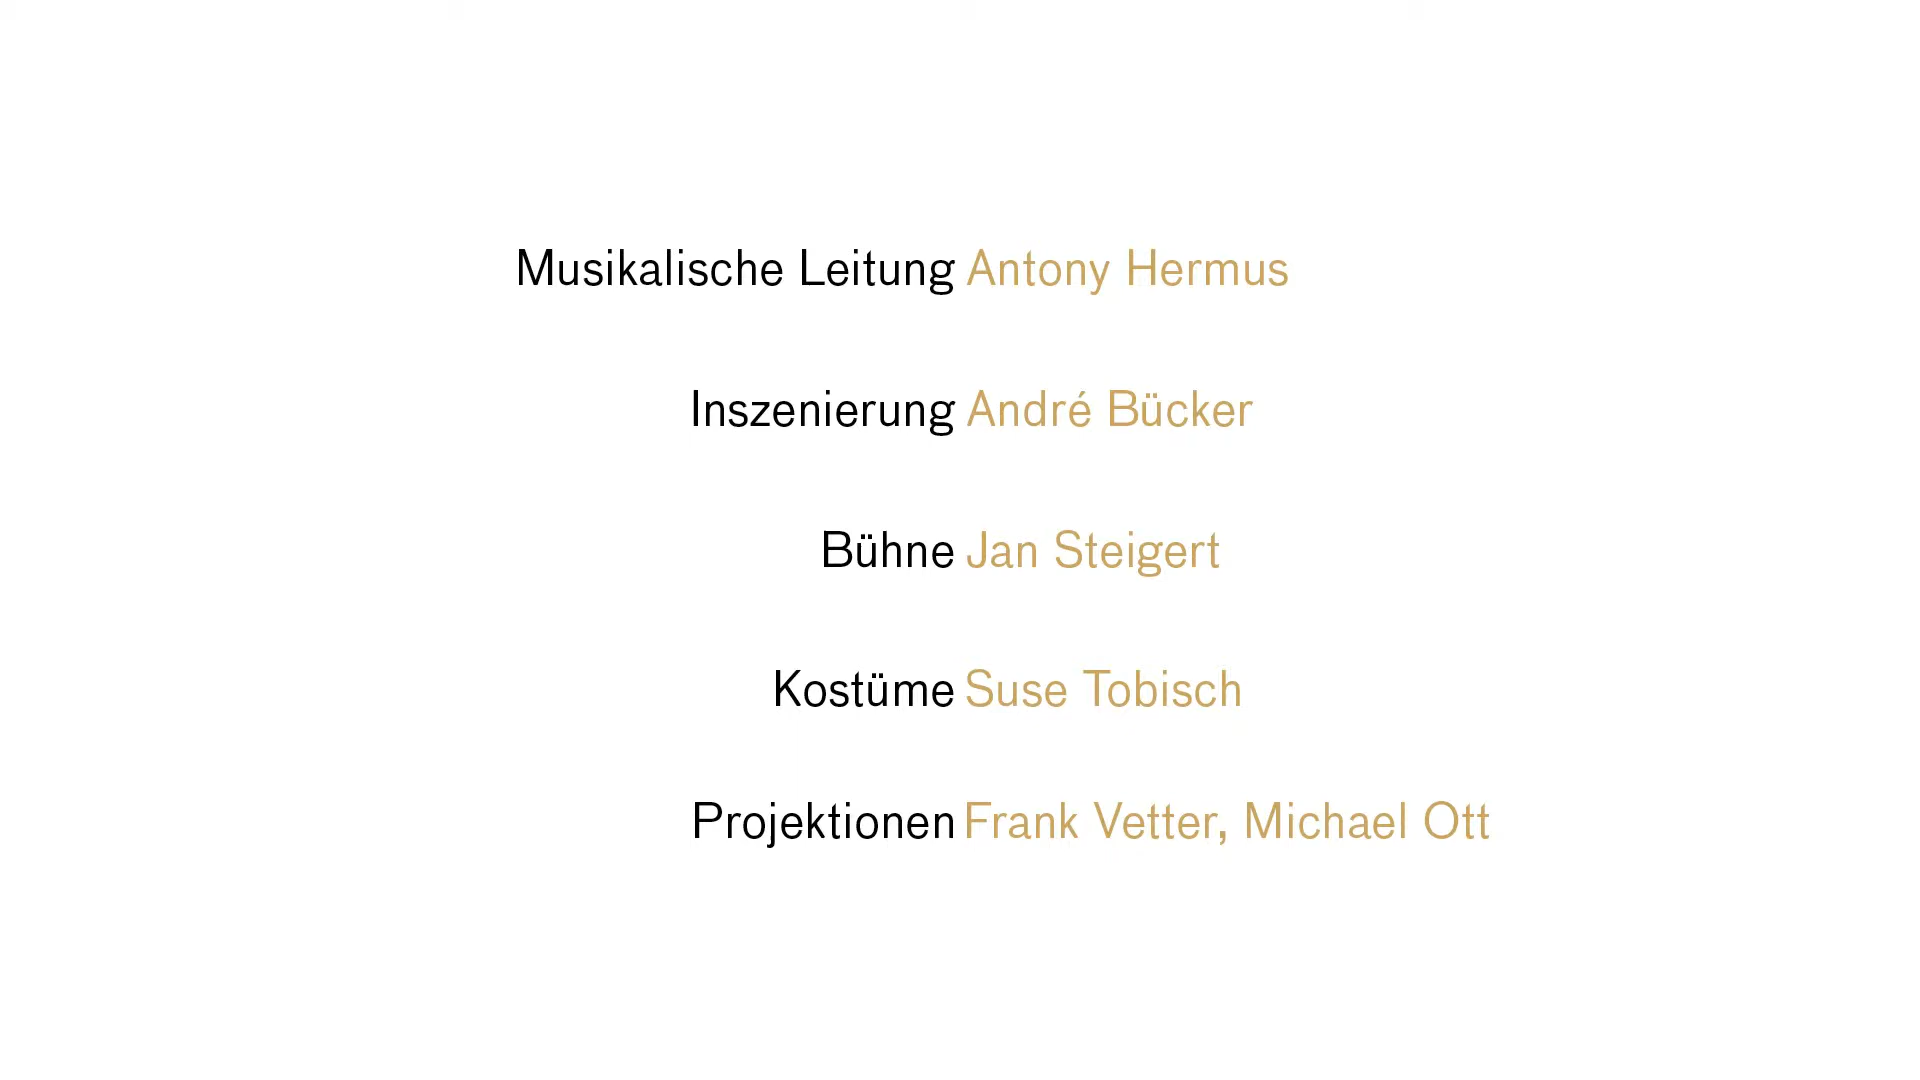 Musikalische Leitung Antony Hermus
Inszenierung André Bücker
Bühne Jan Steigert
Kostüme Suse Tobisch
Projektionen Frank Vetter, Michael Ott